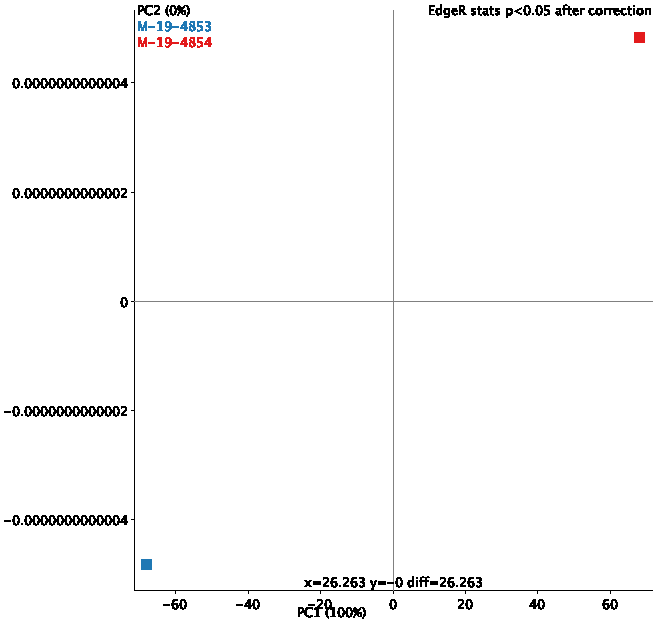 PC2 (0%)
EdgeR stats p<0.05 after correction
M-19-4853
M-19-4854
0.0000000000004
0.0000000000002
0
−0.0000000000002
−0.0000000000004
x=26.263 y=−0 diff=26.263
−60 −40 −20 0 20 40 60
PC1 (100%)